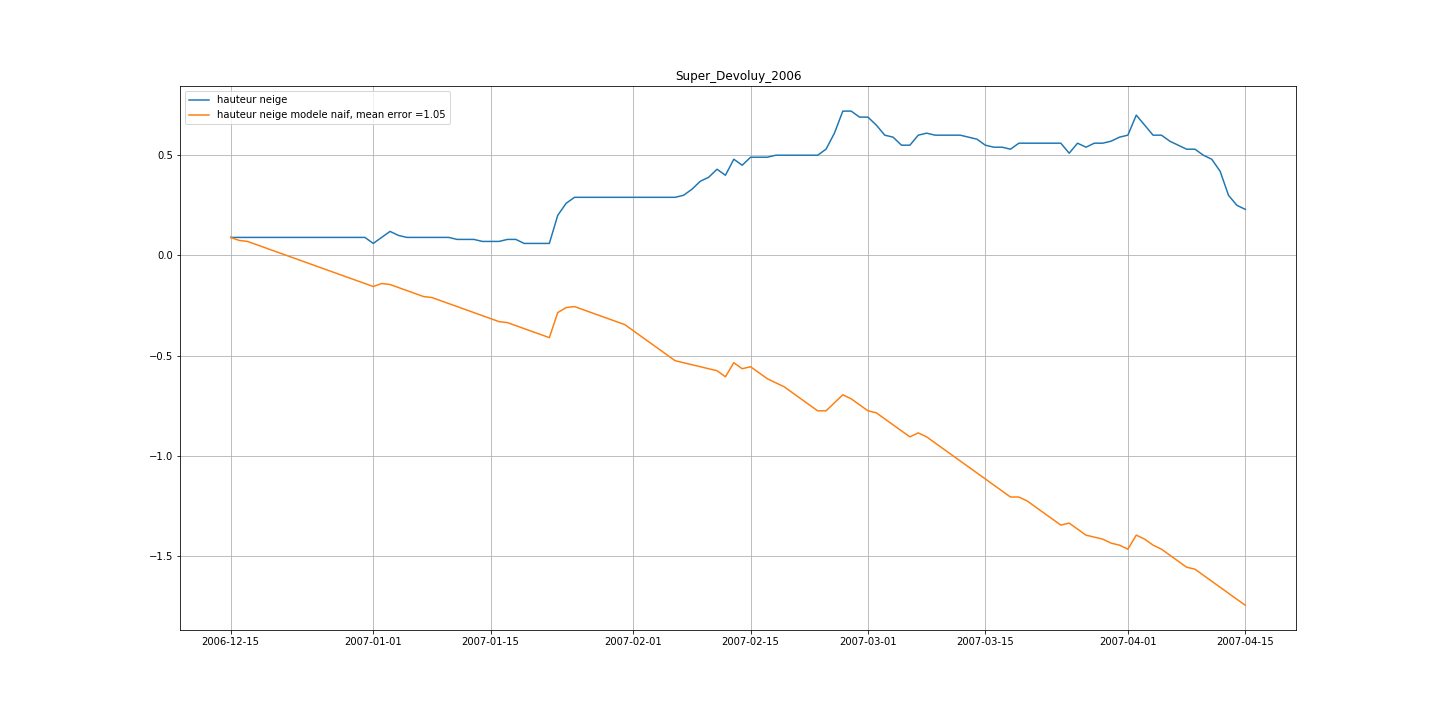 Super_Devoluy_2006
hauteur neige
hauteur neige modele naif, mean error =1.05
0.5
0.0
−0.5
−1.0
−1.5
2006-12-15 2007-01-01 2007-01-15 2007-02-01 2007-02-15 2007-03-01 2007-03-15 2007-04-01 2007-04-15